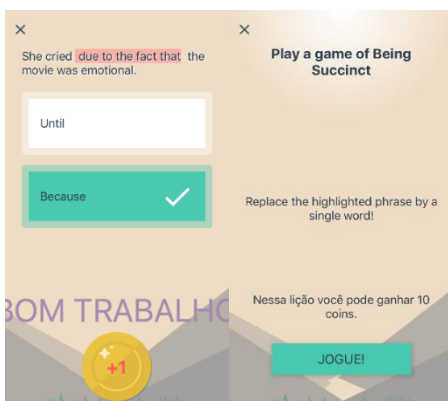 ×
She cried due to the fact that the
movie was emotional.
Until
Because
BOM TRABALHO
+1
×
Play a game of Being
Succinct
Replace the highlighted phrase by a
single word!
Nessa lição você pode ganhar 10
coins.
JOGUE!